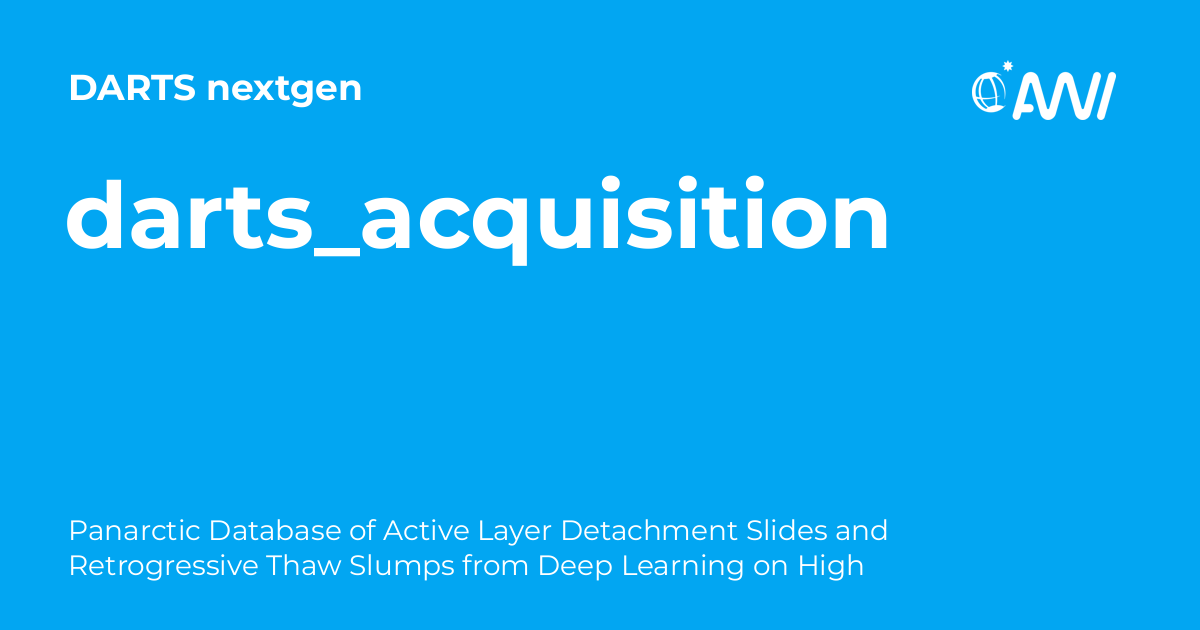 DARTS nextgen
AWI
darts_acquisition
Panarctic Database of Active Layer Detachment Slides and
Retrogressive Thaw Slumps from Deep Learning on High